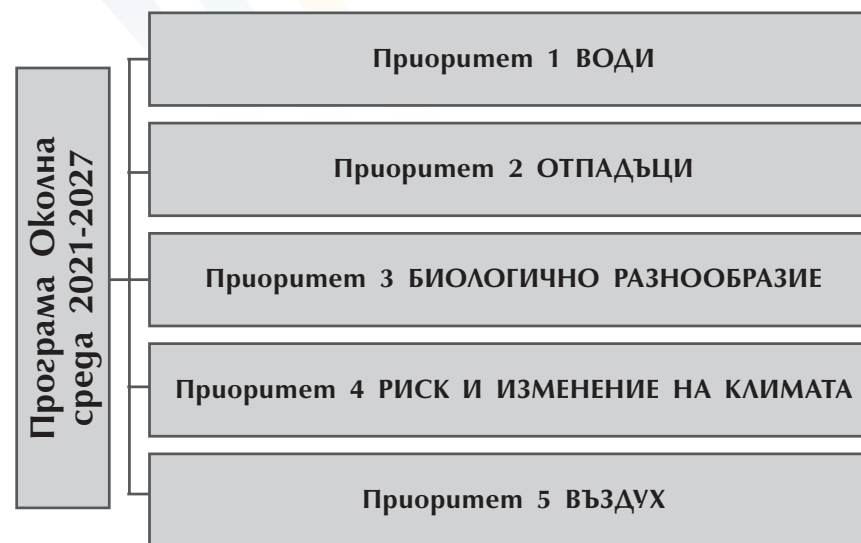 Програма Околна
среда 2021-2027
Приоритет 1 ВОДИ
Приоритет 2 ОТПАДЪЦИ
Приоритет 3 БИОЛОГИЧНО РАЗНООБРАЗИЕ
Приоритет 4 РИСК И ИЗМЕНЕНИЕ НА КЛИМАТА
Приоритет 5 ВЪЗДУХ